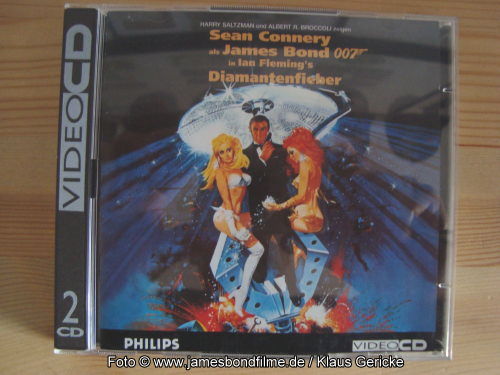 HARRY SALTZMAN und ALBERT R. BROCCOLI zeigen
Sean Connery
als James Bond 007
in Ian Fleming's
Diamantenfieber
VIDEO CD
2
CD
PHILIPS
VIDEO CD
Foto © www.jamesbondfilme.de / Klaus Gericke